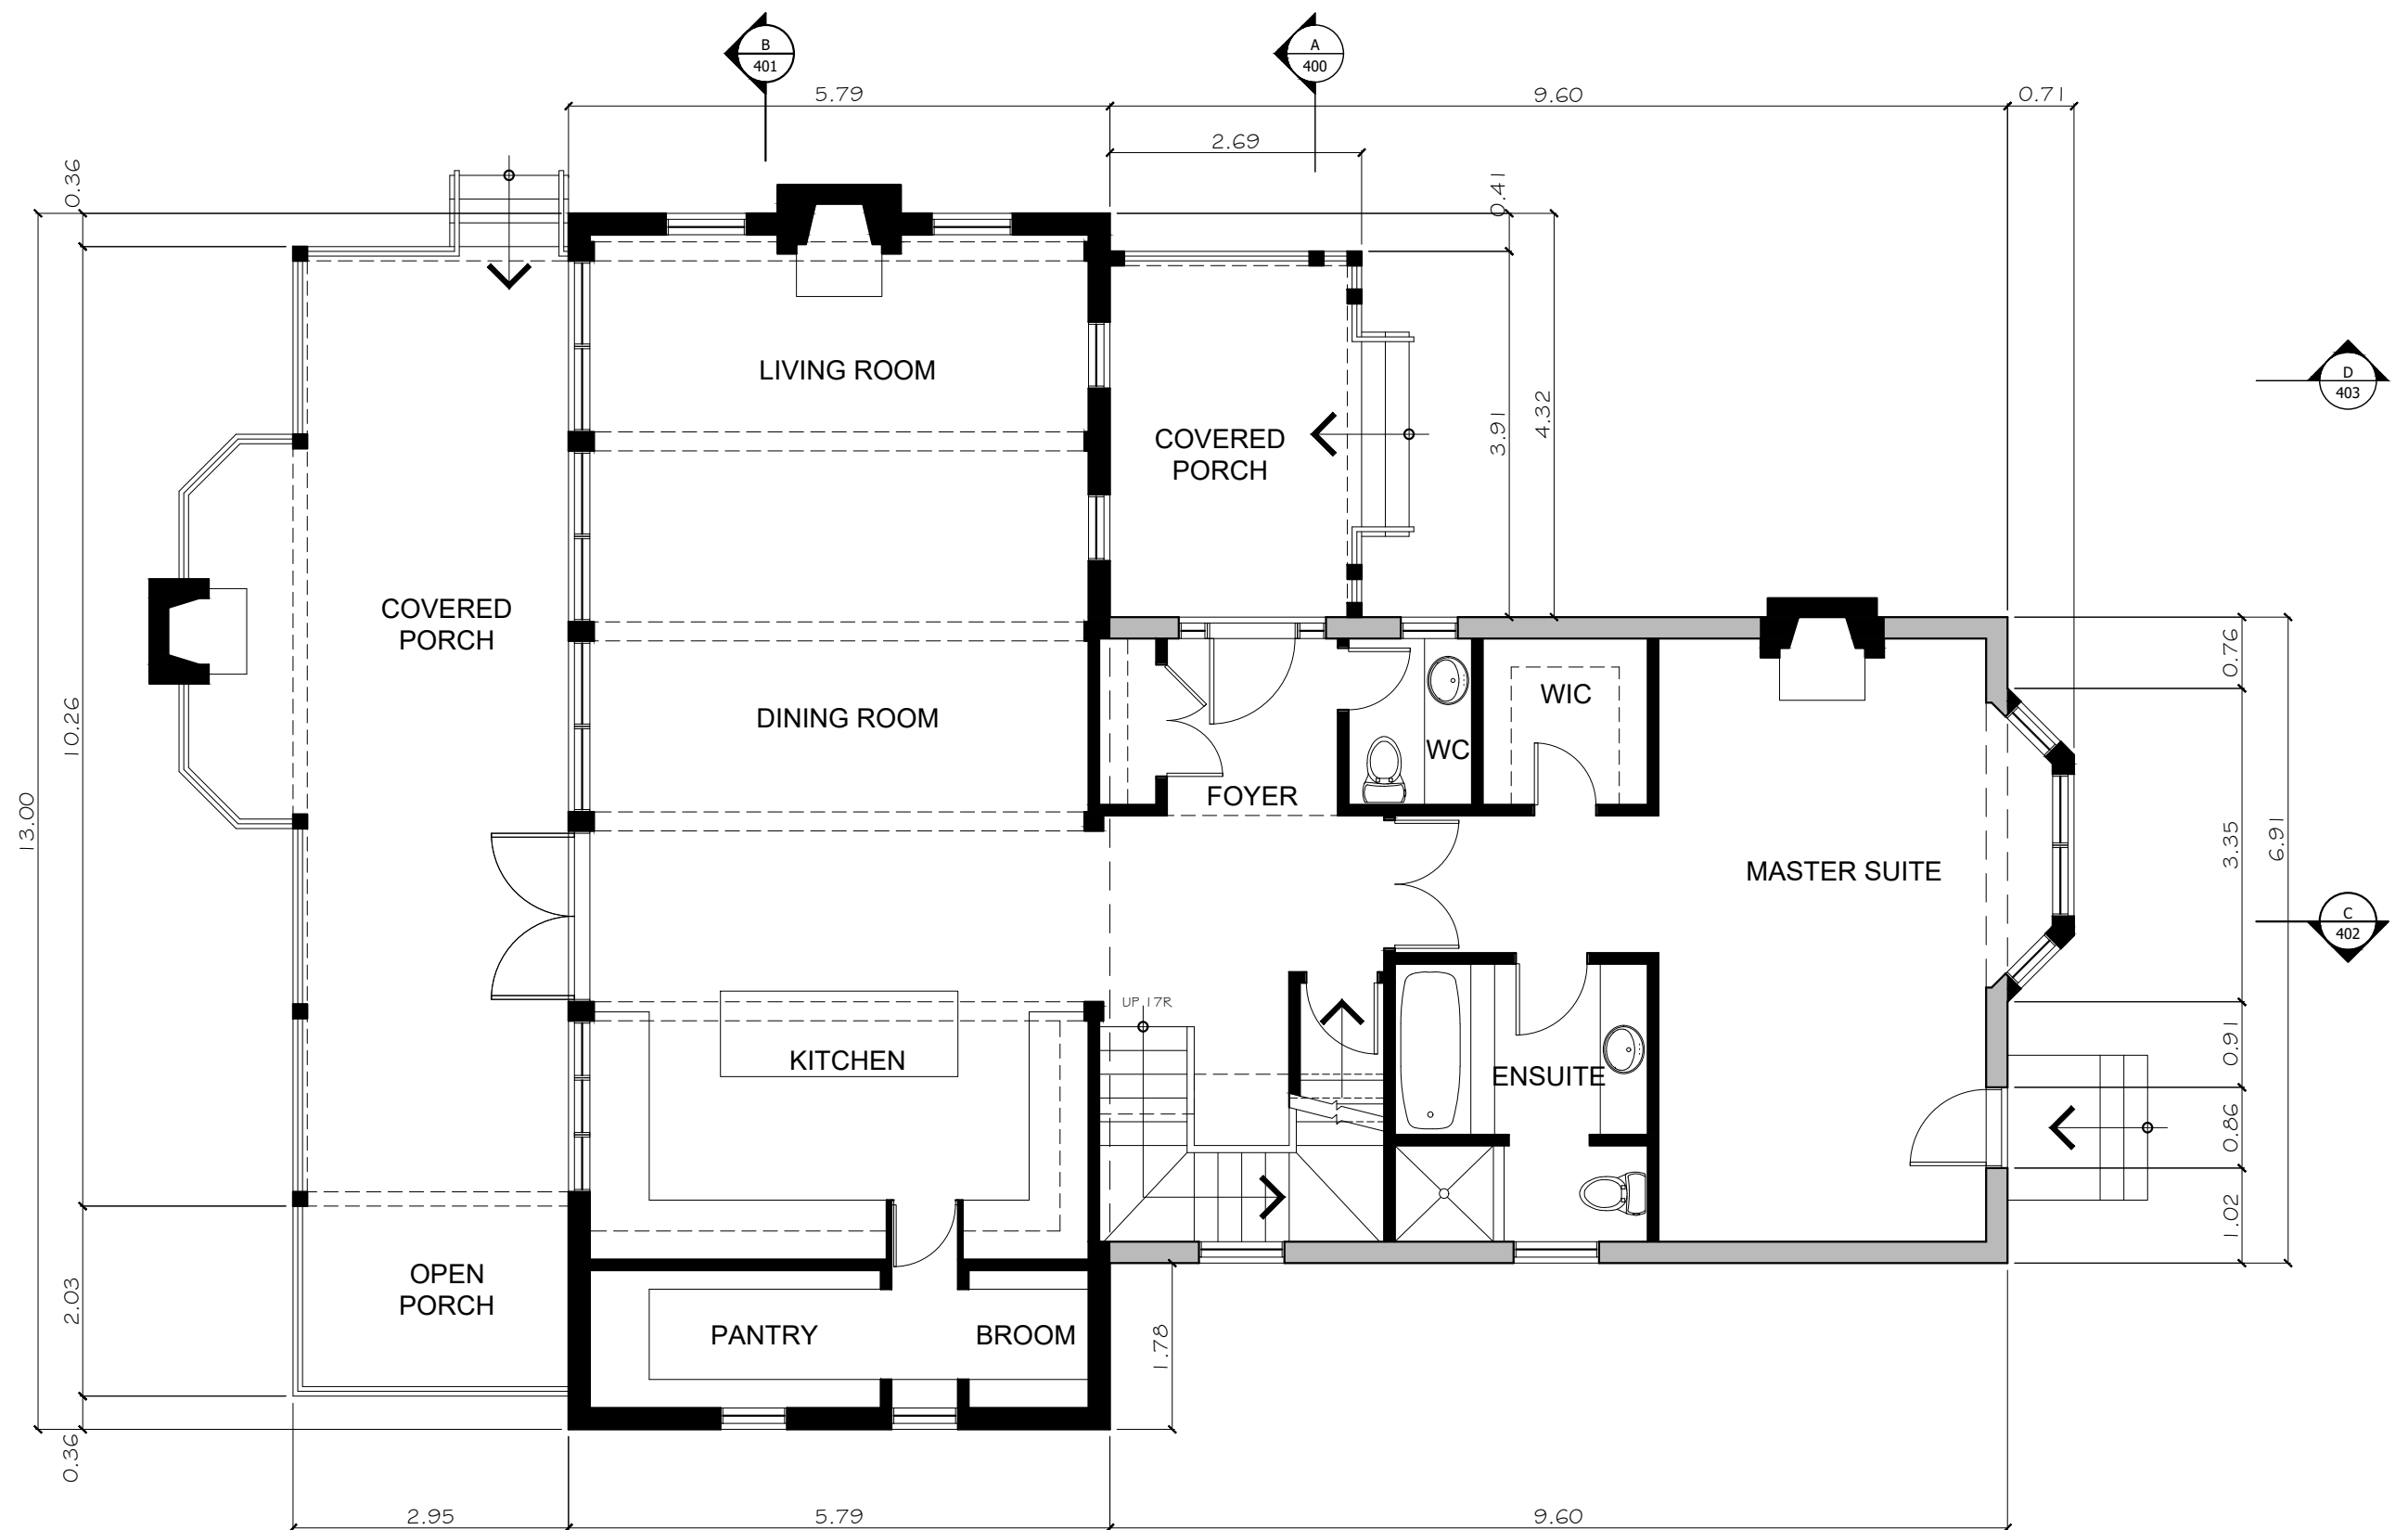 B
401
A
400
5.79
9.60
0.71
2.69
0.36
0.41
LIVING ROOM
D
403
COVERED
PORCH
3.91
4.32
COVERED
PORCH
0.76
WIC
10.26
DINING ROOM
WC
FOYER
13.00
3.35
6.91
MASTER SUITE
C
402
UP 17R
KITCHEN
ENSUITE
0.91
0.86
1.02
OPEN
PORCH
2.03
PANTRY
BROOM
1.78
0.36
2.95
5.79
9.60